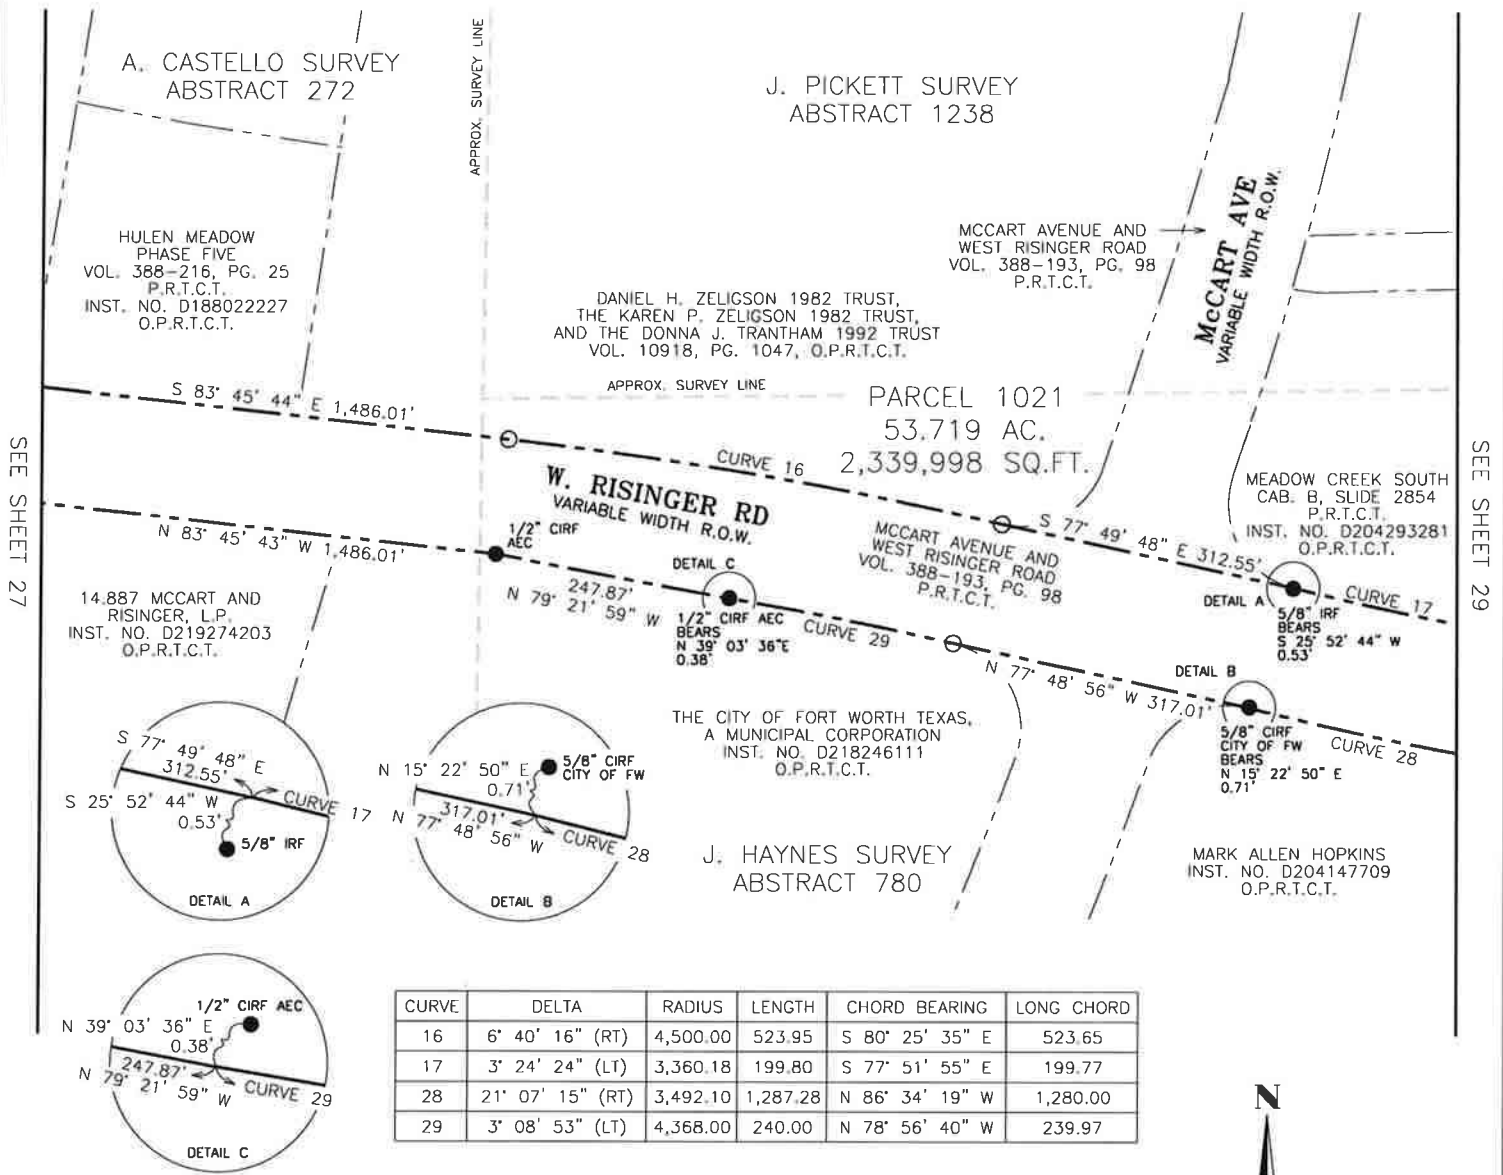 A. CASTELLO SURVEY
ABSTRACT 272
APPROX. SURVEY LINE
J. PICKETT SURVEY
ABSTRACT 1238
McCART AVE
VARIABLE WIDTH R.O.W.
MCCART AVENUE AND
WEST RISINGER ROAD
VOL. 388-193, PG. 98
P.R.T.C.T.
HULEN MEADOW
PHASE FIVE
VOL. 388-216, PG. 25
P.R.T.C.T.
INST. NO. D188022227
O.P.R.T.C.T.
DANIEL H. ZELIGSON 1982 TRUST,
THE KAREN P. ZELIGSON 1982 TRUST,
AND THE DONNA J. TRANTHAM 1992 TRUST
VOL. 10918, PG. 1047, O.P.R.T.C.T.
APPROX. SURVEY LINE
PARCEL 1021
53.719 AC.
2,339,998 SQ.FT.
S 83° 45' 44" E 1,486.01'
CURVE 16
W. RISINGER RD
VARIABLE WIDTH R.O.W.
SEE SHEET 27
SEE SHEET 29
MEADOW CREEK SOUTH
CAB. B, SLIDE 2854
P.R.T.C.T.
INST. NO. D204293281
O.P.R.T.C.T.
S 77° 49' 48" E 312.55'
MCCART AVENUE AND
WEST RISINGER ROAD
VOL. 388-193, PG. 98
P.R.T.C.T.
N 83° 45' 43" W 1,486.01'
1/2" CIRF
AEC
247.87'
N 79° 21' 59" W
DETAIL C
1/2" CIRF AEC
BEARS
N 39° 03' 36"E
0.38'
CURVE 29
DETAIL A
5/8" IRF
BEARS
S 25° 52' 44" W
0.53'
CURVE 17
14.887 MCCART AND
RISINGER, L.P.
INST. NO. D219274203
O.P.R.T.C.T.
N 77° 48' 56" W 317.01'
DETAIL B
5/8" CIRF
CITY OF FW
BEARS
N 15° 22' 50" E
0.71'
CURVE 28
THE CITY OF FORT WORTH TEXAS,
A MUNICIPAL CORPORATION
INST. NO. D218246111
O.P.R.T.C.T.
J. HAYNES SURVEY
ABSTRACT 780
MARK ALLEN HOPKINS
INST. NO. D204147709
O.P.R.T.C.T.
S 77° 49' 48" E
312.55'
S 25° 52' 44" W
0.53'
CURVE 17
5/8" IRF
DETAIL A
N 15° 22' 50" E
0.71'
5/8" CIRF
CITY OF FW
317.01'
N 77° 48' 56" W
CURVE 28
DETAIL B
1/2" CIRF AEC
N 39° 03' 36" E
0.38'
247.87'
N 79° 21' 59" W
CURVE 29
DETAIL C
CURVE DELTA RADIUS LENGTH CHORD BEARING LONG CHORD
16 6° 40' 16" (RT) 4,500.00 523.95 S 80° 25' 35" E 523.65
17 3° 24' 24" (LT) 3,360.18 199.80 S 77° 51' 55" E 199.77
28 21° 07' 15" (RT) 3,492.10 1,287.28 N 86° 34' 19" W 1,280.00
29 3° 08' 53" (LT) 4,368.00 240.00 N 78° 56' 40" W 239.97
N